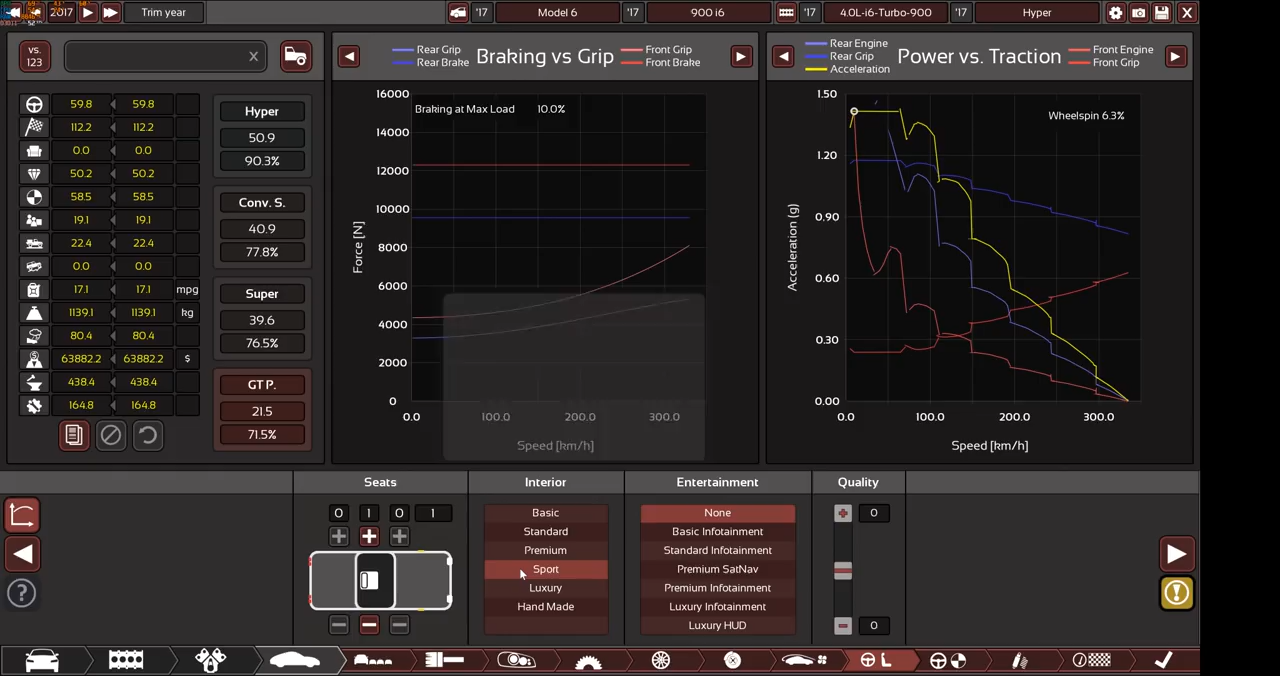 2017
Trim year
'17
Model 6
'17
900 i6
'17
4.0L-i6-Turbo-900
'17
Hyper
vs.
123
X
59.8 59.8
112.2 112.2
0.0 0.0
50.2 50.2
58.5 58.5
19.1 19.1
22.4 22.4
0.0 0.0
17.1 17.1 mpg
1139.1 1139.1 kg
80.4 80.4
63882.2 63882.2 $
438.4 438.4
164.8 164.8
Hyper
50.9
90.3%
Conv. S.
40.9
77.8%
Super
39.6
76.5%
GT P.
21.5
71.5%
Rear Grip
Rear Brake
Braking vs Grip
Front Grip
Front Brake
Braking at Max Load 10.0%
16000
14000
12000
10000
8000
6000
4000
2000
0
Force [N]
0.0 100.0 200.0 300.0
Speed [km/h]
Rear Engine
Rear Grip
Acceleration
Power vs. Traction
Front Engine
Front Grip
Wheelspin 6.3%
1.50
1.20
0.90
0.60
0.30
0.00
Acceleration (g)
0.0 100.0 200.0 300.0
Speed [km/h]
Seats
0 1 0 1
Interior
Basic
Standard
Premium
Sport
Luxury
Hand Made
Entertainment
None
Basic Infotainment
Standard Infotainment
Premium SatNav
Premium Infotainment
Luxury Infotainment
Luxury HUD
Quality
0
0